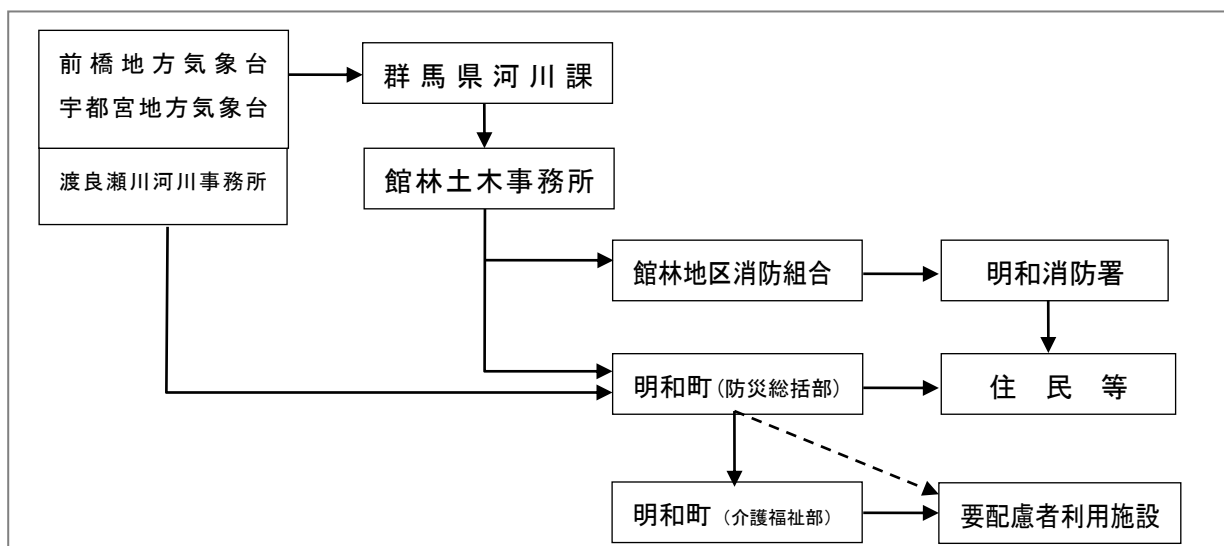 前橋地方気象台
宇都宮地方気象台
渡良瀬川河川事務所
群馬県河川課
館林土木事務所
館林地区消防組合
明和消防署
明和町(防災総括部)
住民等
明和町(介護福祉部)
要配慮者利用施設